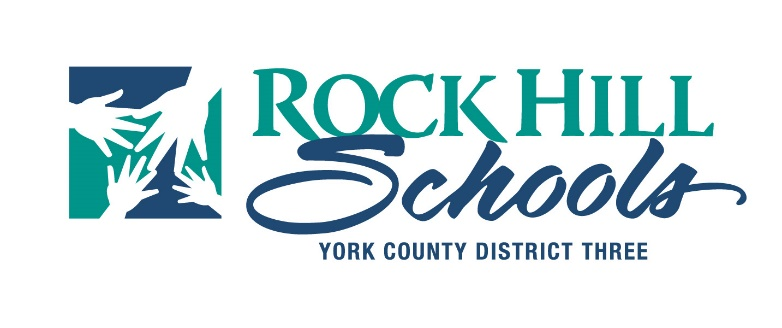 ROCK HILL
Schools
YORK COUNTY DISTRICT THREE